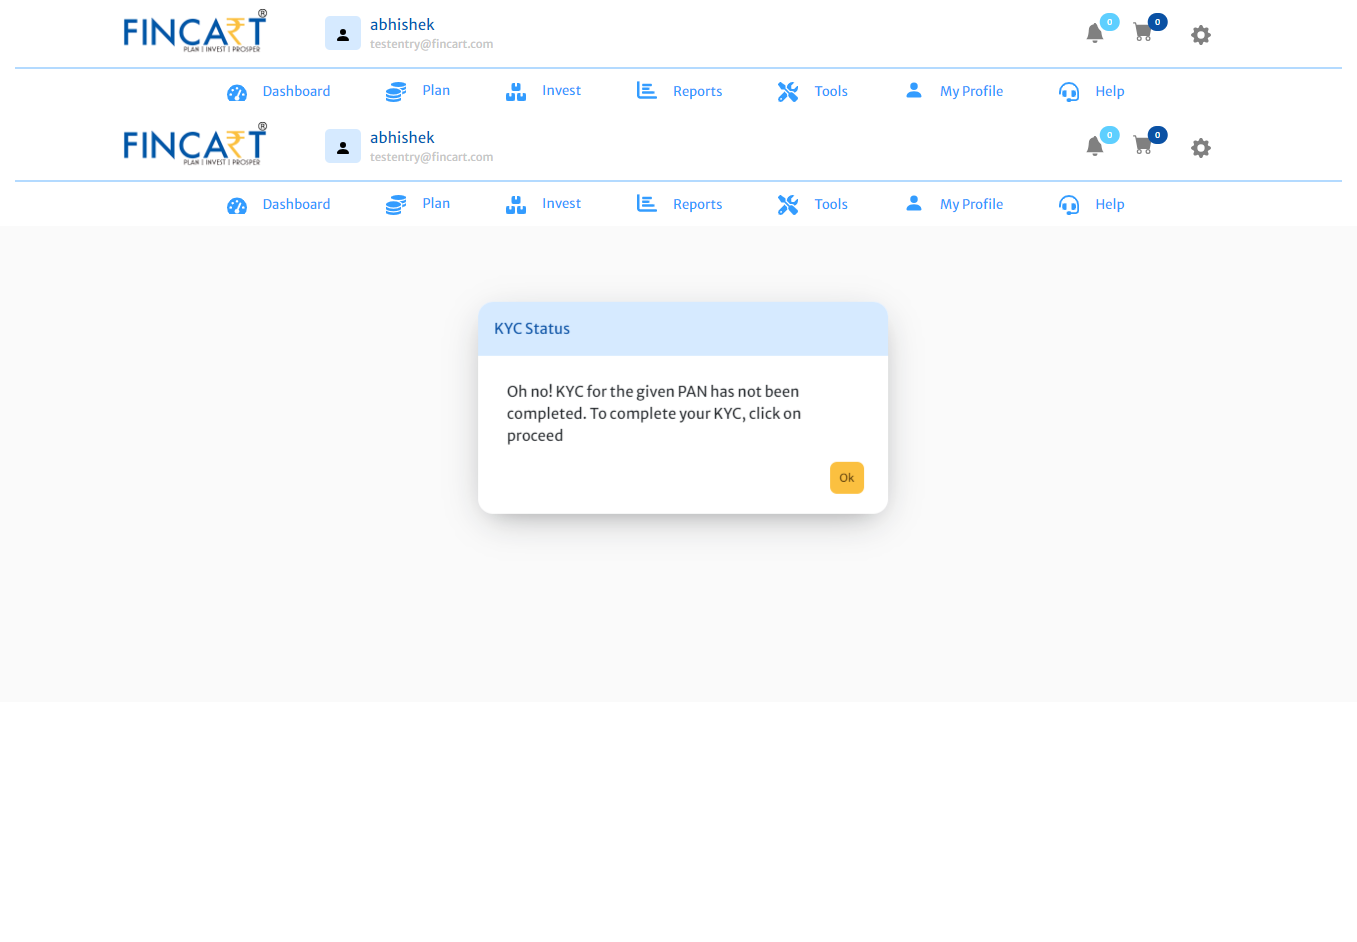 FINCA₹T®
PLAN | INVEST | PROSPER
abhishek
testentry@fincart.com
0
0
Dashboard
Plan
Invest
Reports
Tools
My Profile
Help
FINCA₹T®
PLAN | INVEST | PROSPER
abhishek
testentry@fincart.com
0
0
Dashboard
Plan
Invest
Reports
Tools
My Profile
Help
KYC Status
Oh no! KYC for the given PAN has not been
completed. To complete your KYC, click on
proceed
Ok